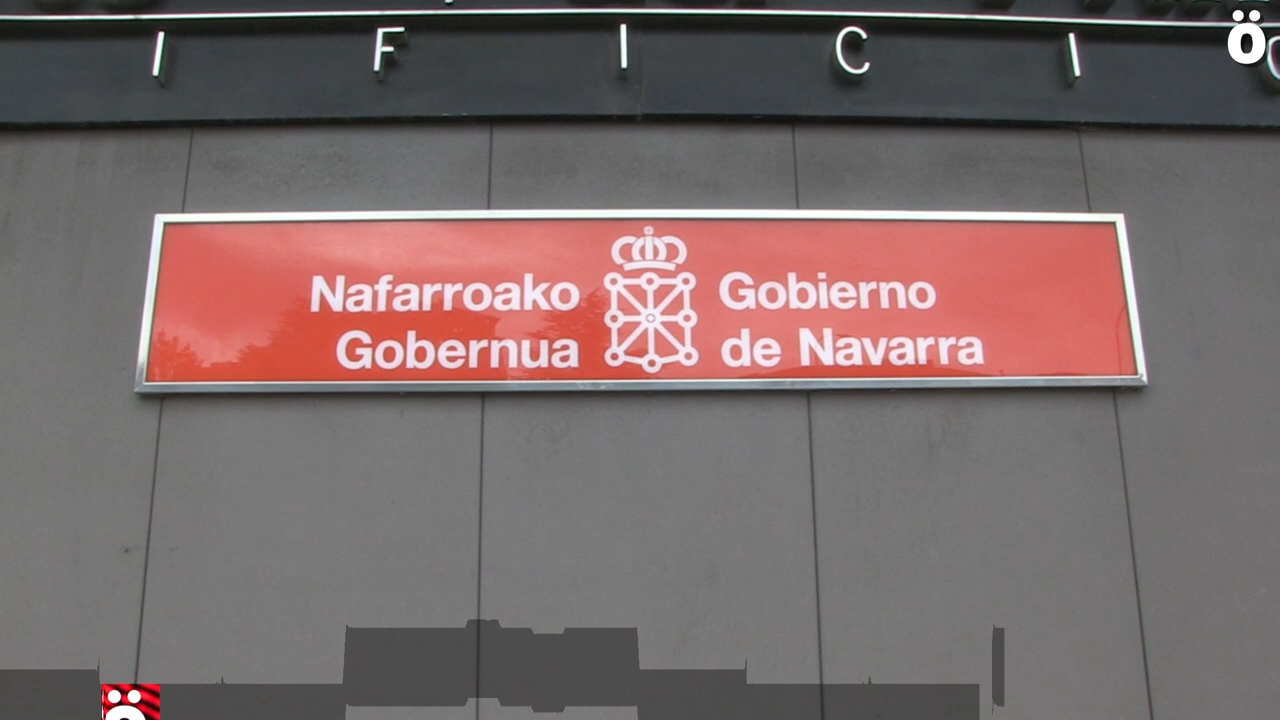 I F I C I
Nafarroako
Gobernua
Gobierno
de Navarra
ö
ö